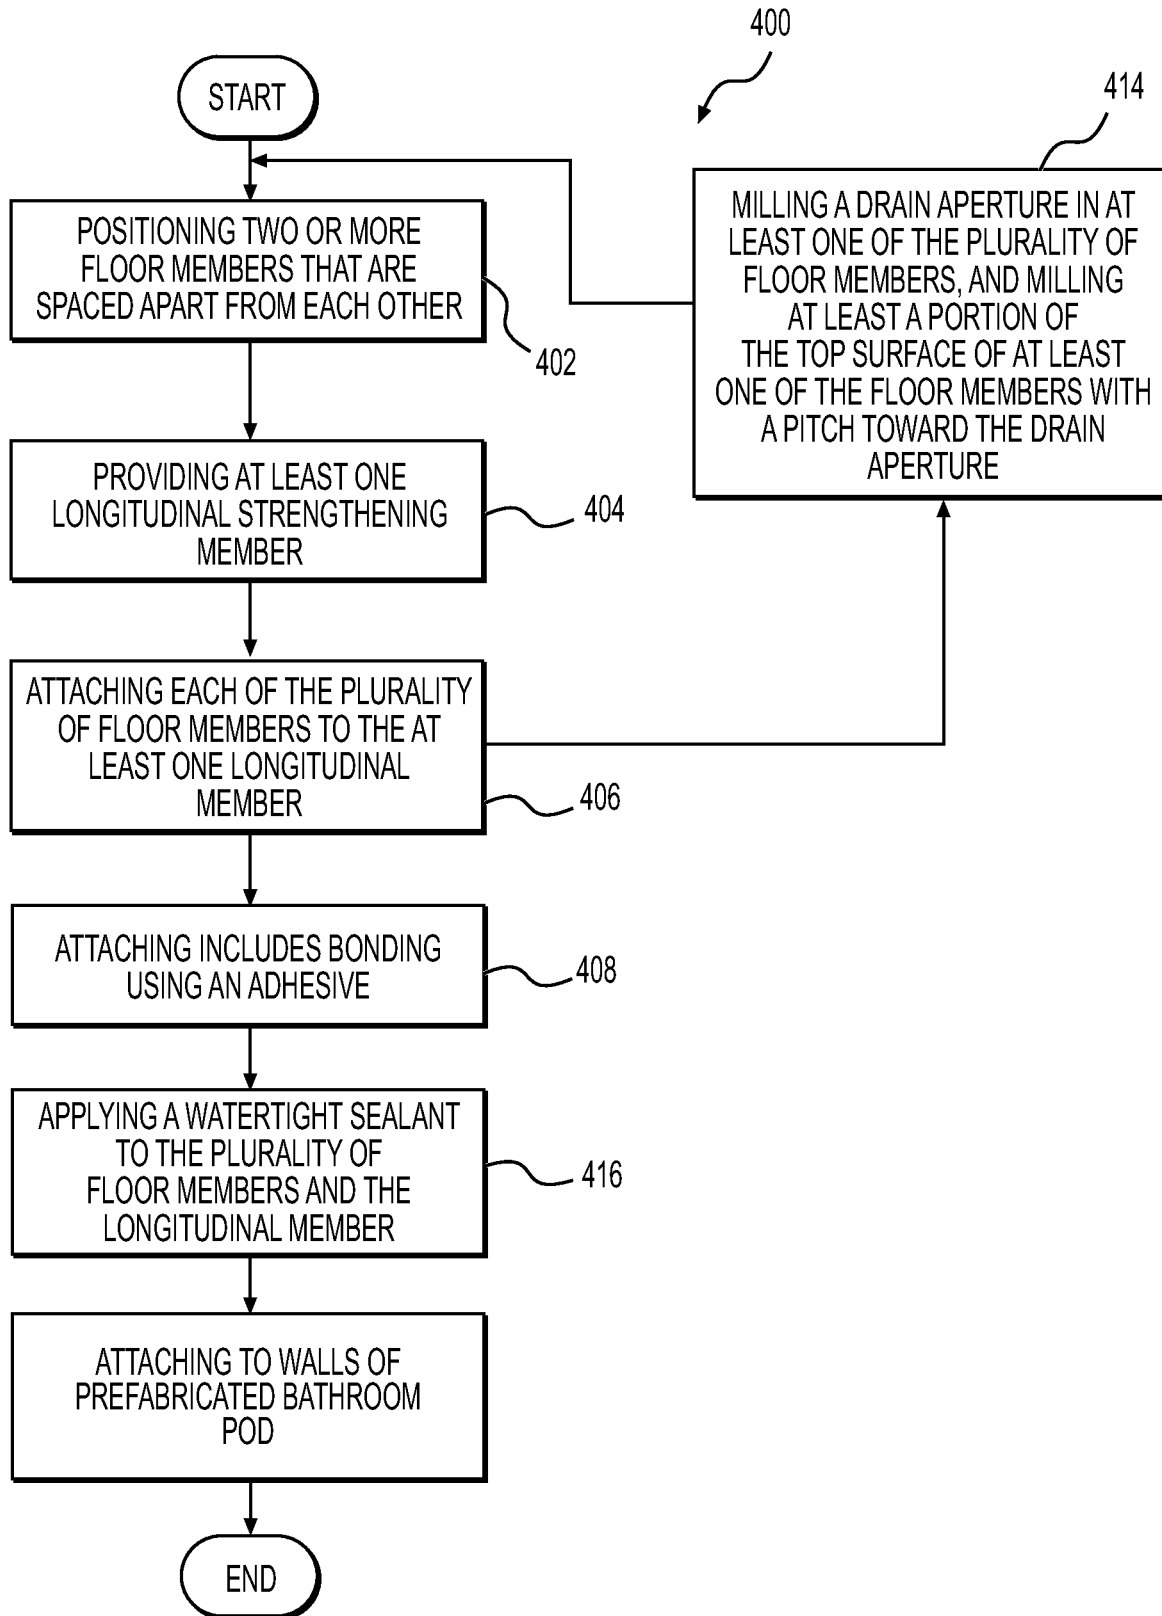 400
START
414
MILLING A DRAIN APERTURE IN AT
LEAST ONE OF THE PLURALITY OF
FLOOR MEMBERS, AND MILLING
AT LEAST A PORTION OF
THE TOP SURFACE OF AT LEAST
ONE OF THE FLOOR MEMBERS WITH
A PITCH TOWARD THE DRAIN
APERTURE
POSITIONING TWO OR MORE
FLOOR MEMBERS THAT ARE
SPACED APART FROM EACH OTHER
402
PROVIDING AT LEAST ONE
LONGITUDINAL STRENGTHENING
MEMBER
404
ATTACHING EACH OF THE PLURALITY
OF FLOOR MEMBERS TO THE AT
LEAST ONE LONGITUDINAL
MEMBER
406
ATTACHING INCLUDES BONDING
USING AN ADHESIVE
408
APPLYING A WATERTIGHT SEALANT
TO THE PLURALITY OF
FLOOR MEMBERS AND THE
LONGITUDINAL MEMBER
416
ATTACHING TO WALLS OF
PREFABRICATED BATHROOM
POD
END